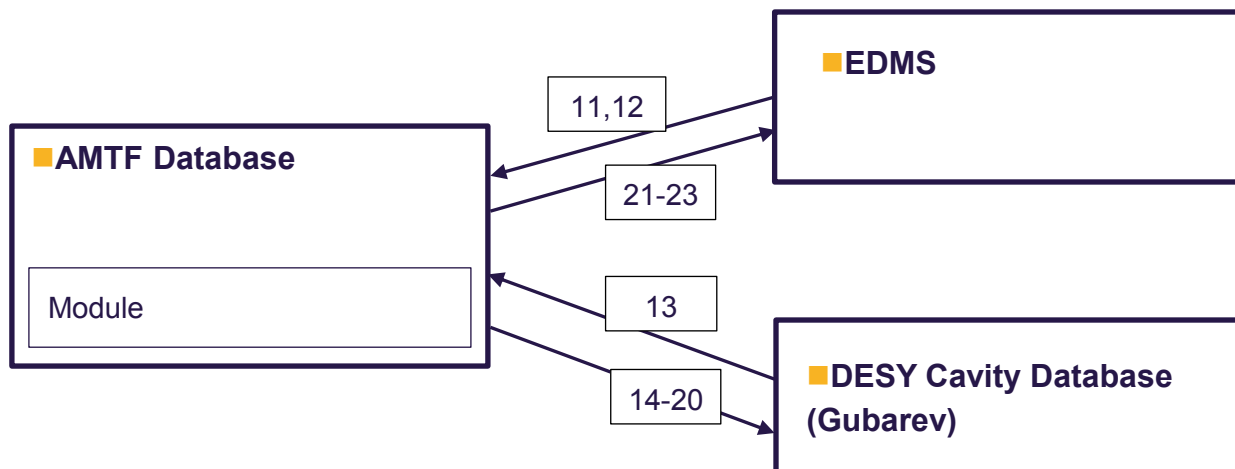 EDMS
11,12
AMTF Database
21-23
Module
13
DESY Cavity Database
(Gubarev)
14-20